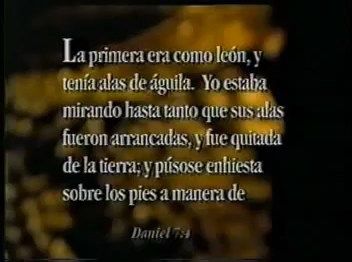 La primera era como león, y
tenía alas de águila. Yo estaba
mirando hasta tanto que sus alas
fueron arrancadas, y fue quitada
de la tierra; y púsose enhiesta
sobre los pies a manera de
Daniel 7:4